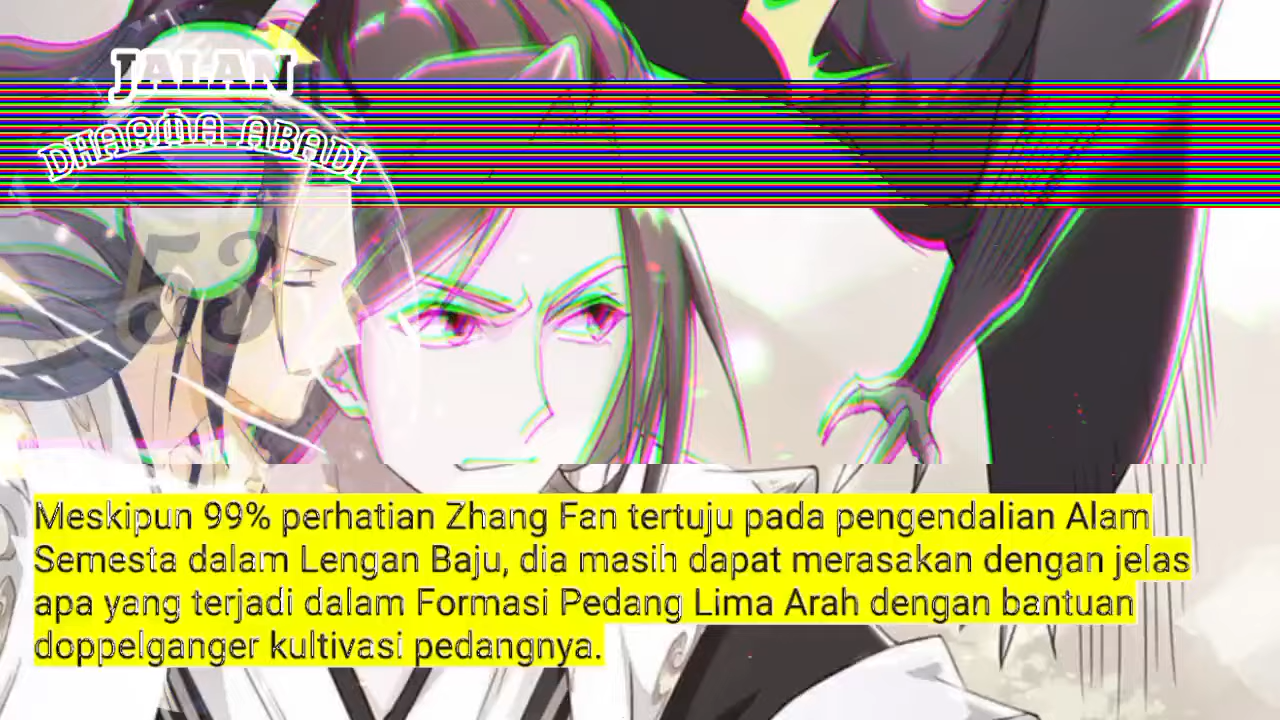 JALAN
DHARMA ABADI
53
Meskipun 99% perhatian Zhang Fan tertuju pada pengendalian Alam
Semesta dalam Lengan Baju, dia masih dapat merasakan dengan jelas
apa yang terjadi dalam Formasi Pedang Lima Arah dengan bantuan
doppelganger kultivasi pedangnya.